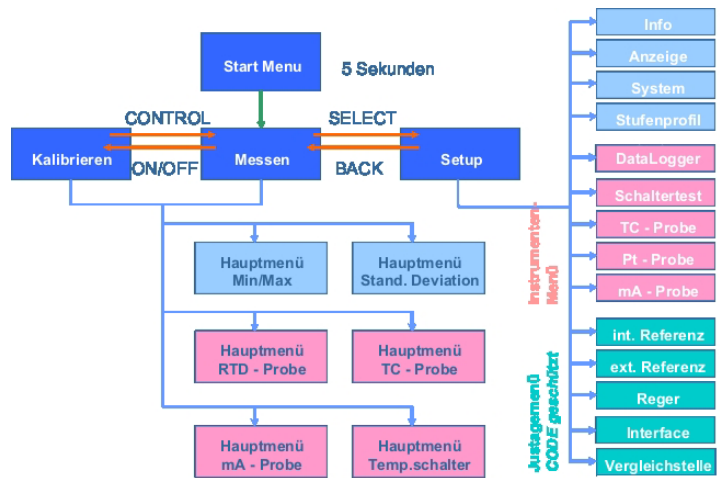 Start Menu
5 Sekunden
CONTROL
SELECT
Kalibrieren
Messen
Setup
ON/OFF
BACK
Hauptmenü
Min/Max
Hauptmenü
Stand. Deviation
Hauptmenü
RTD - Probe
Hauptmenü
TC - Probe
Hauptmenü
mA - Probe
Hauptmenü
Temp.schalter
Info
Anzeige
System
Stufenprofil
Instrumenten-
Menü
DataLogger
Schaltertest
TC - Probe
Pt - Probe
mA - Probe
Justagemenü
CODE geschützt
int. Referenz
ext. Referenz
Reger
Interface
Vergleichstelle